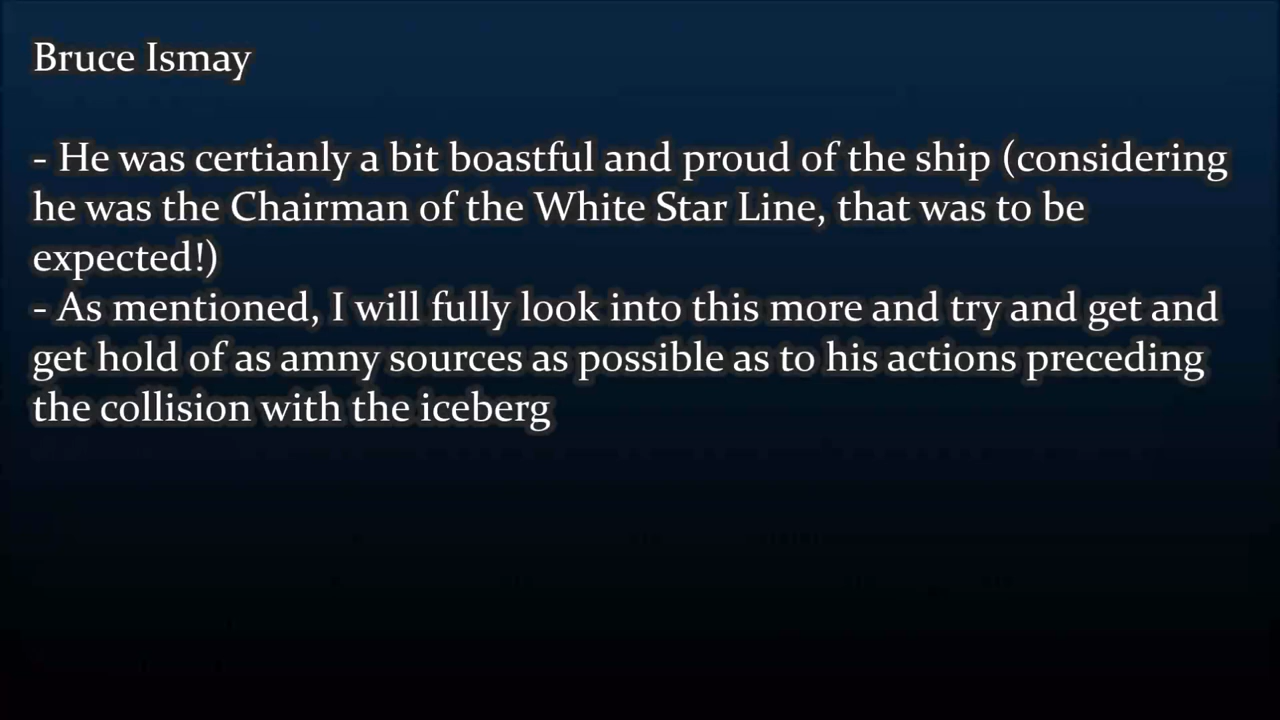 Bruce Ismay
- He was certianly a bit boastful and proud of the ship (considering
he was the Chairman of the White Star Line, that was to be
expected!)
- As mentioned, I will fully look into this more and try and get and
get hold of as amny sources as possible as to his actions preceding
the collision with the iceberg